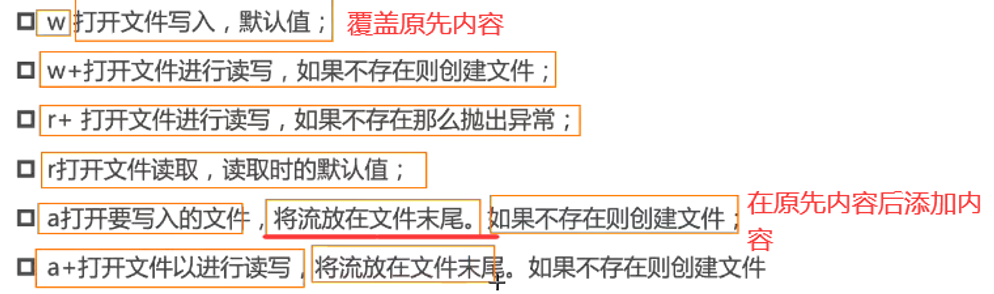 w 打开文件写入，默认值； 覆盖原先内容
w+打开文件进行读写，如果不存在则创建文件；
r+ 打开文件进行读写，如果不存在那么抛出异常；
r打开文件读取，读取时的默认值；
a打开要写入的文件，将流放在文件末尾。如果不存在则创建文件； 在原先内容后添加内
容
a+打开文件以进行读写，将流放在文件末尾。如果不存在则创建文件